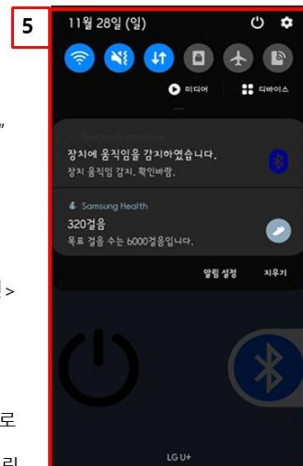 5
11월 28일 (일)
"
미디어
디바이스
장치에 움직임을 감지하였습니다.
장치 움직임 감지. 확인바람.
Samsung Health
320걸음
목표 걸음 수는 6000걸음입니다.
>
알림 설정
지우기
로
림
LG U+